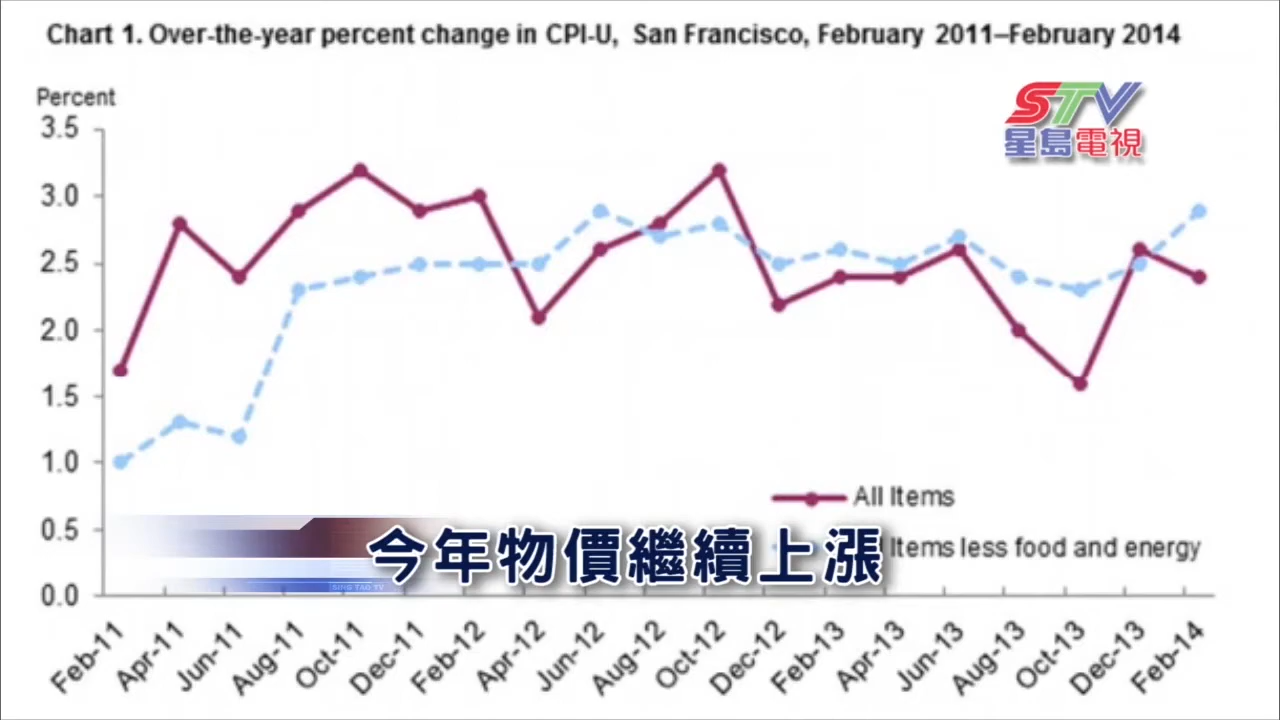 Chart 1. Over-the-year percent change in CPI-U, San Francisco, February 2011–February 2014
STV
星島電視
Percent
3.5
3.0
2.5
2.0
1.5
1.0
0.5
0.0
All Items
Items less food and energy
今年物價繼續上漲
SING TAO TV
Feb-11
Apr-11
Jun-11
Aug-11
Oct-11
Dec-11
Feb-12
Apr-12
Jun-12
Aug-12
Oct-12
Dec-12
Feb-13
Apr-13
Jun-13
Aug-13
Oct-13
Dec-13
Feb-14